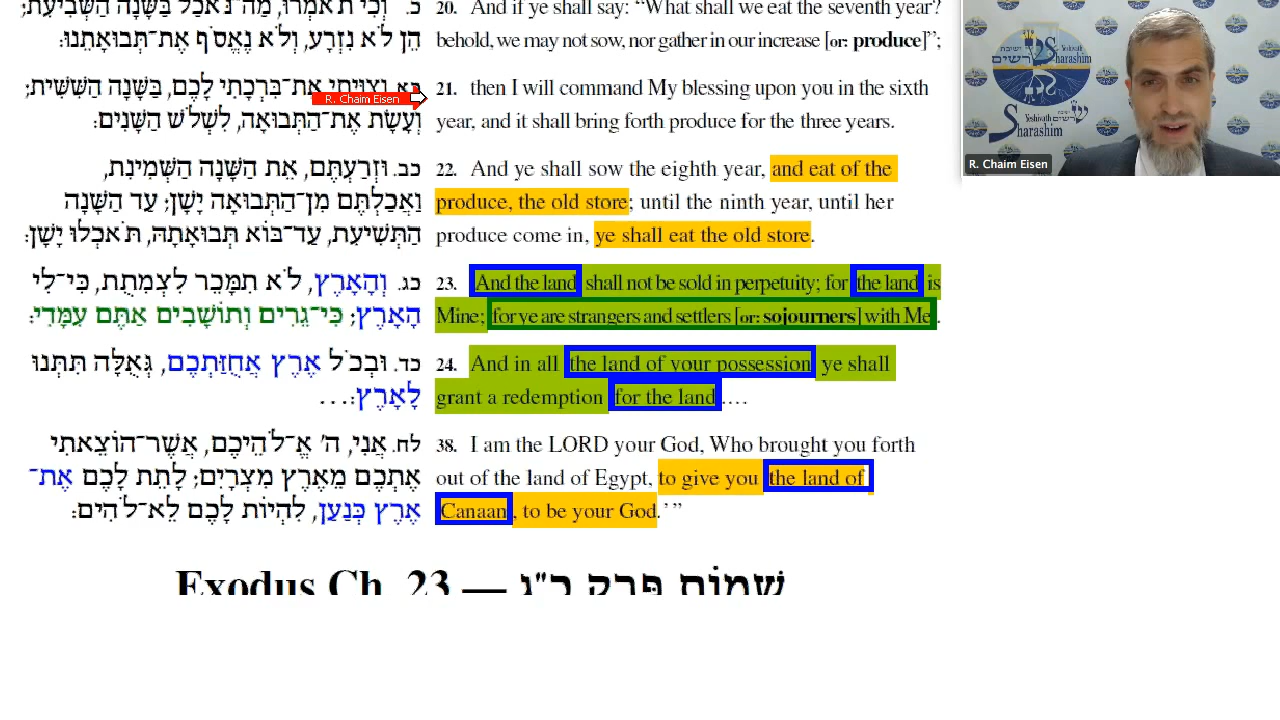 כ. וְכִי תֹאמְרוּ, מַה־נֹּאכַל בַּשָּׁנָה הַשְּׁבִיעִת;
הֵן לֹא נִזְרָע, וְלֹא נֶאֱסֹף אֶת־תְּבוּאָתֵנוּ:
וְצִוִּיתִי אֶת־בִּרְכָתִי לָכֶם, בַּשָּׁנָה הַשִּׁשִּׁית;
וְעָשָׂת אֶת־הַתְּבוּאָה, לִשְׁלֹשׁ הַשָּׁנִים:
כב. וּזְרַעְתֶּם, אֵת הַשָּׁנָה הַשְּׁמִינִת,
וַאֲכַלְתֶּם מִן־הַתְּבוּאָה יָשָׁן; עַד הַשָּׁנָה
הַתְּשִׁיעִת, עַד־בּוֹא תְּבוּאָתָהּ, תֹּאכְלוּ יָשָׁן:
כג. וְהָאָרֶץ, לֹא תִמָּכֵר לִצְמִתֻת, כִּי־לִי
הָאָרֶץ; כִּי־גֵרִים וְתוֹשָׁבִים אַתֶּם עִמָּדִי:
כד. וּבְכֹל אֶרֶץ אֲחֻזַּתְכֶם, גְּאֻלָּה תִּתְּנוּ
לָאָרֶץ:...
לח. אֲנִי, ה' אֱ־לֹהֵיכֶם, אֲשֶׁר־הוֹצֵאתִי
אֶתְכֶם מֵאֶרֶץ מִצְרָיִם; לָתֵת לָכֶם אֶת־
אֶרֶץ כְּנַעַן, לִהְיוֹת לָכֶם לֵא־לֹהִים:
20. And if ye shall say: “What shall we eat the seventh year?
behold, we may not sow, nor gather in our increase [or: produce]”;
21. then I will command My blessing upon you in the sixth
year, and it shall bring forth produce for the three years.
22. And ye shall sow the eighth year, and eat of the
produce, the old store; until the ninth year, until her
produce come in, ye shall eat the old store.
23. And the land shall not be sold in perpetuity; for the land is
Mine; for ye are strangers and settlers [or: sojourners] with Me.
24. And in all the land of your possession ye shall
grant a redemption for the land....
38. I am the LORD your God, Who brought you forth
out of the land of Egypt, to give you the land of
Canaan, to be your God.’”
Exodus Ch. 23 — שְׁמוֹת פֶּרֶק כ"ג
R. Chaim Eisen
ישיבת
שרשים
Yeshivath
Sharashim
Yeshivath ישיבת שרשים
Sharashim
R. Chaim Eisen